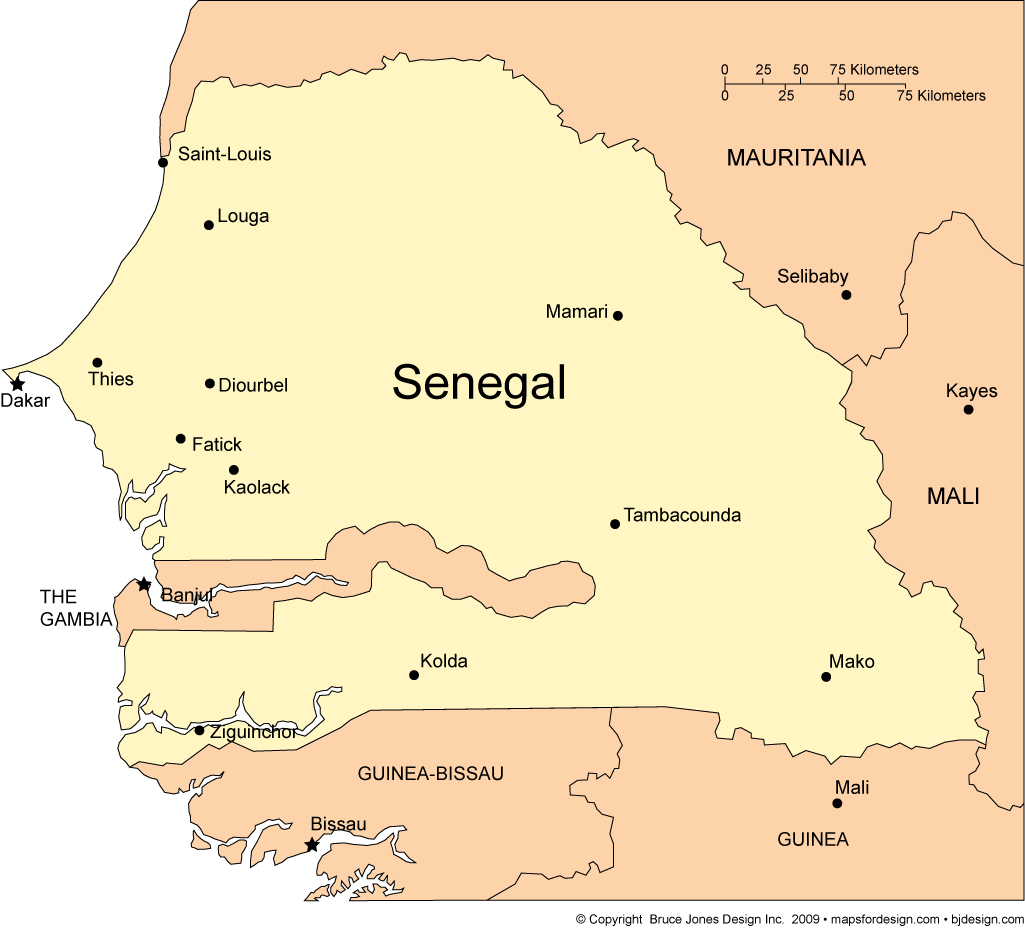 0 25 50 75 Kilometers
0 25 50 75 Kilometers
MAURITANIA
Saint-Louis
Louga
Selibaby
Mamari
Senegal
Thies
Diourbel
Dakar
Kayes
Fatick
Kaolack
MALI
Tambacounda
THE
GAMBIA
Banjul
Kolda
Mako
Ziguinchor
GUINEA-BISSAU
Mali
Bissau
GUINEA
© Copyright Bruce Jones Design Inc. 2009 • mapsfordesign.com • bjdesign.com